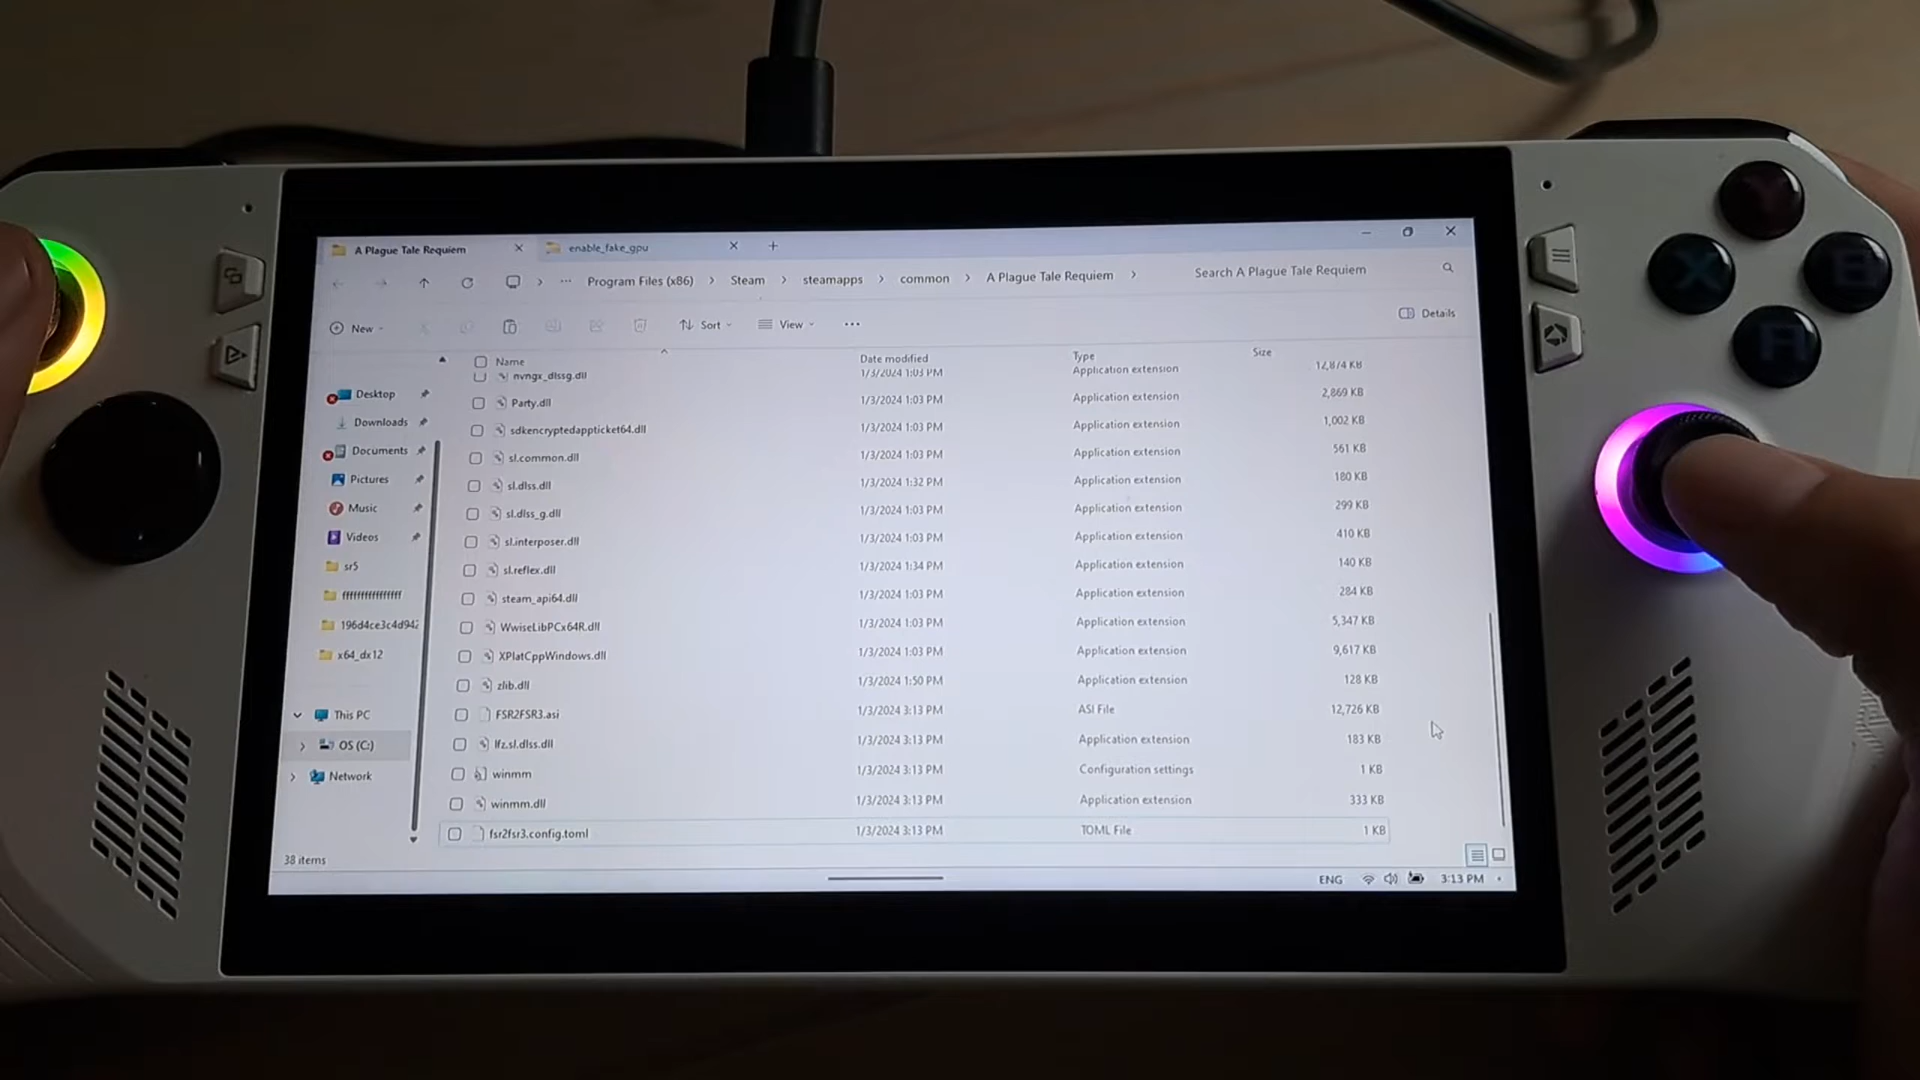 A Plague Tale Requiem
enable_fake_gpu
Program Files (x86) > Steam > steamapps > common > A Plague Tale Requiem >
Search A Plague Tale Requiem
New
Sort
View
Details
Name Date modified Type Size
nvngx_dlssg.dll 1/3/2024 1:03 PM Application extension 12,874 KB
Party.dll 1/3/2024 1:03 PM Application extension 2,869 KB
sdkencryptedappticket64.dll 1/3/2024 1:03 PM Application extension 1,002 KB
sl.common.dll 1/3/2024 1:03 PM Application extension 561 KB
sl.dlss.dll 1/3/2024 1:32 PM Application extension 180 KB
sl.dlss_g.dll 1/3/2024 1:03 PM Application extension 299 KB
sl.interposer.dll 1/3/2024 1:03 PM Application extension 410 KB
sl.reflex.dll 1/3/2024 1:34 PM Application extension 140 KB
steam_api64.dll 1/3/2024 1:03 PM Application extension 284 KB
WwiseLibPCx64R.dll 1/3/2024 1:03 PM Application extension 5,347 KB
XPlatCppWindows.dll 1/3/2024 1:03 PM Application extension 9,617 KB
zlib.dll 1/3/2024 1:50 PM Application extension 128 KB
FSR2FSR3.asi 1/3/2024 3:13 PM ASI File 12,726 KB
lfz.sl.dlss.dll 1/3/2024 3:13 PM Application extension 183 KB
winmm 1/3/2024 3:13 PM Configuration settings 1 KB
winmm.dll 1/3/2024 3:13 PM Application extension 333 KB
fsr2fsr3.config.toml 1/3/2024 3:13 PM TOML File 1 KB
Desktop
Downloads
Documents
Pictures
Music
Videos
sr5
196d4ce3c4d942
x64_dx12
This PC
OS (C:)
Network
38 items
ENG
3:13 PM
Y
X
B
A